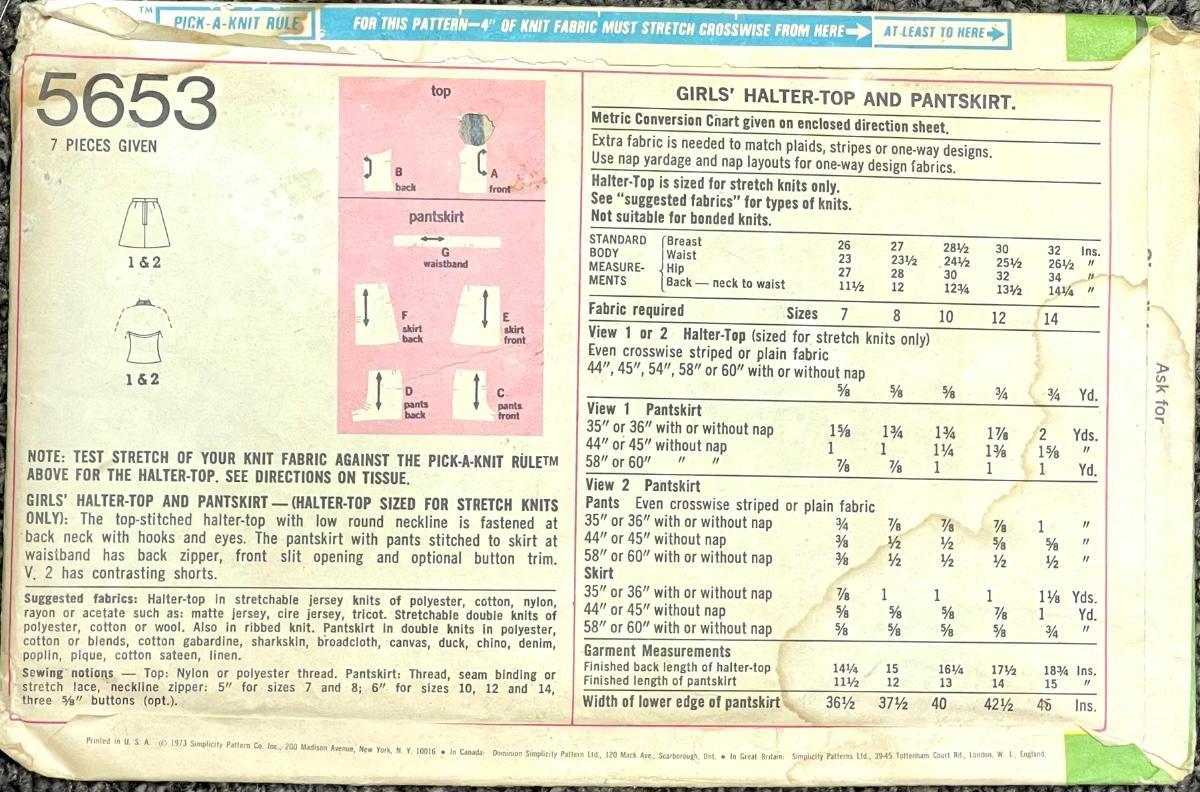 TM
PICK-A-KNIT RULE
FOR THIS PATTERN—4" OF KNIT FABRIC MUST STRETCH CROSSWISE FROM HERE
AT LEAST TO HERE
5653
7 PIECES GIVEN
1 & 2
1 & 2
top
B
back
A
front
pantskirt
G
waistband
F
skirt
back
E
skirt
front
D
pants
back
C
pants
front
NOTE: TEST STRETCH OF YOUR KNIT FABRIC AGAINST THE PICK-A-KNIT RULE™
ABOVE FOR THE HALTER-TOP. SEE DIRECTIONS ON TISSUE.
GIRLS' HALTER-TOP AND PANTSKIRT — (HALTER-TOP SIZED FOR STRETCH KNITS
ONLY): The top-stitched halter-top with low round neckline is fastened at
back neck with hooks and eyes. The pantskirt with pants stitched to skirt at
waistband has back zipper, front slit opening and optional button trim.
V. 2 has contrasting shorts.
Suggested fabrics: Halter-top in stretchable jersey knits of polyester, cotton, nylon,
rayon or acetate such as: matte jersey, cire jersey, tricot. Stretchable double knits of
polyester, cotton or wool. Also in ribbed knit. Pantskirt in double knits in polyester,
cotton or blends, cotton gabardine, sharkskin, broadcloth, canvas, duck, chino, denim,
poplin, pique, cotton sateen, linen.
Sewing notions — Top: Nylon or polyester thread. Pantskirt: Thread, seam binding or
stretch lace, neckline zipper: 5" for sizes 7 and 8; 6" for sizes 10, 12 and 14,
three ⅝" buttons (opt.).
GIRLS' HALTER-TOP AND PANTSKIRT.
Metric Conversion Chart given on enclosed direction sheet.
Extra fabric is needed to match plaids, stripes or one-way designs.
Use nap yardage and nap layouts for one-way design fabrics.
Halter-Top is sized for stretch knits only.
See "suggested fabrics" for types of knits.
Not suitable for bonded knits.
STANDARD Breast 26 27 28½ 30 32 Ins.
BODY Waist 23 23½ 24½ 25½ 26½ "
MEASURE- Hip 27 28 30 32 34 "
MENTS Back — neck to waist 11½ 12 12¾ 13½ 14¼ "
Fabric required Sizes 7 8 10 12 14
View 1 or 2 Halter-Top (sized for stretch knits only)
Even crosswise striped or plain fabric
44", 45", 54", 58" or 60" with or without nap
⅝ ⅝ ⅝ ¾ ¾ Yd.
View 1 Pantskirt
35" or 36" with or without nap 1⅝ 1¾ 1¾ 1⅞ 2 Yds.
44" or 45" without nap 1 1 1¼ 1⅜ 1⅝ "
58" or 60" " " ⅞ ⅞ 1 1 1 Yd.
View 2 Pantskirt
Pants Even crosswise striped or plain fabric
35" or 36" with or without nap ¾ ⅞ ⅞ ⅞ 1 "
44" or 45" with or without nap ⅜ ½ ½ ⅝ ⅝ "
58" or 60" with or without nap ⅜ ½ ½ ½ ½ "
Skirt
35" or 36" with or without nap ⅞ 1 1 1 1⅛ Yds.
44" or 45" with or without nap ⅝ ⅝ ⅝ ⅞ 1 Yd.
58" or 60" with or without nap ⅝ ⅝ ⅝ ⅝ ¾ "
Garment Measurements
Finished back length of halter-top 14¼ 15 16¼ 17½ 18¾ Ins.
Finished length of pantskirt 11½ 12 13 14 15 "
Width of lower edge of pantskirt 36½ 37½ 40 42½ 45 Ins.
Ask for
Printed in U. S. A. © 1973 Simplicity Pattern Co. Inc., 200 Madison Avenue, New York, N. Y. 10016 • In Canada: Dominion Simplicity Pattern Ltd., 120 Mack Ave., Scarborough, Ont. • In Great Britain: Simplicity Patterns Ltd., 39-45 Tottenham Court Rd., London, W. 1., England.